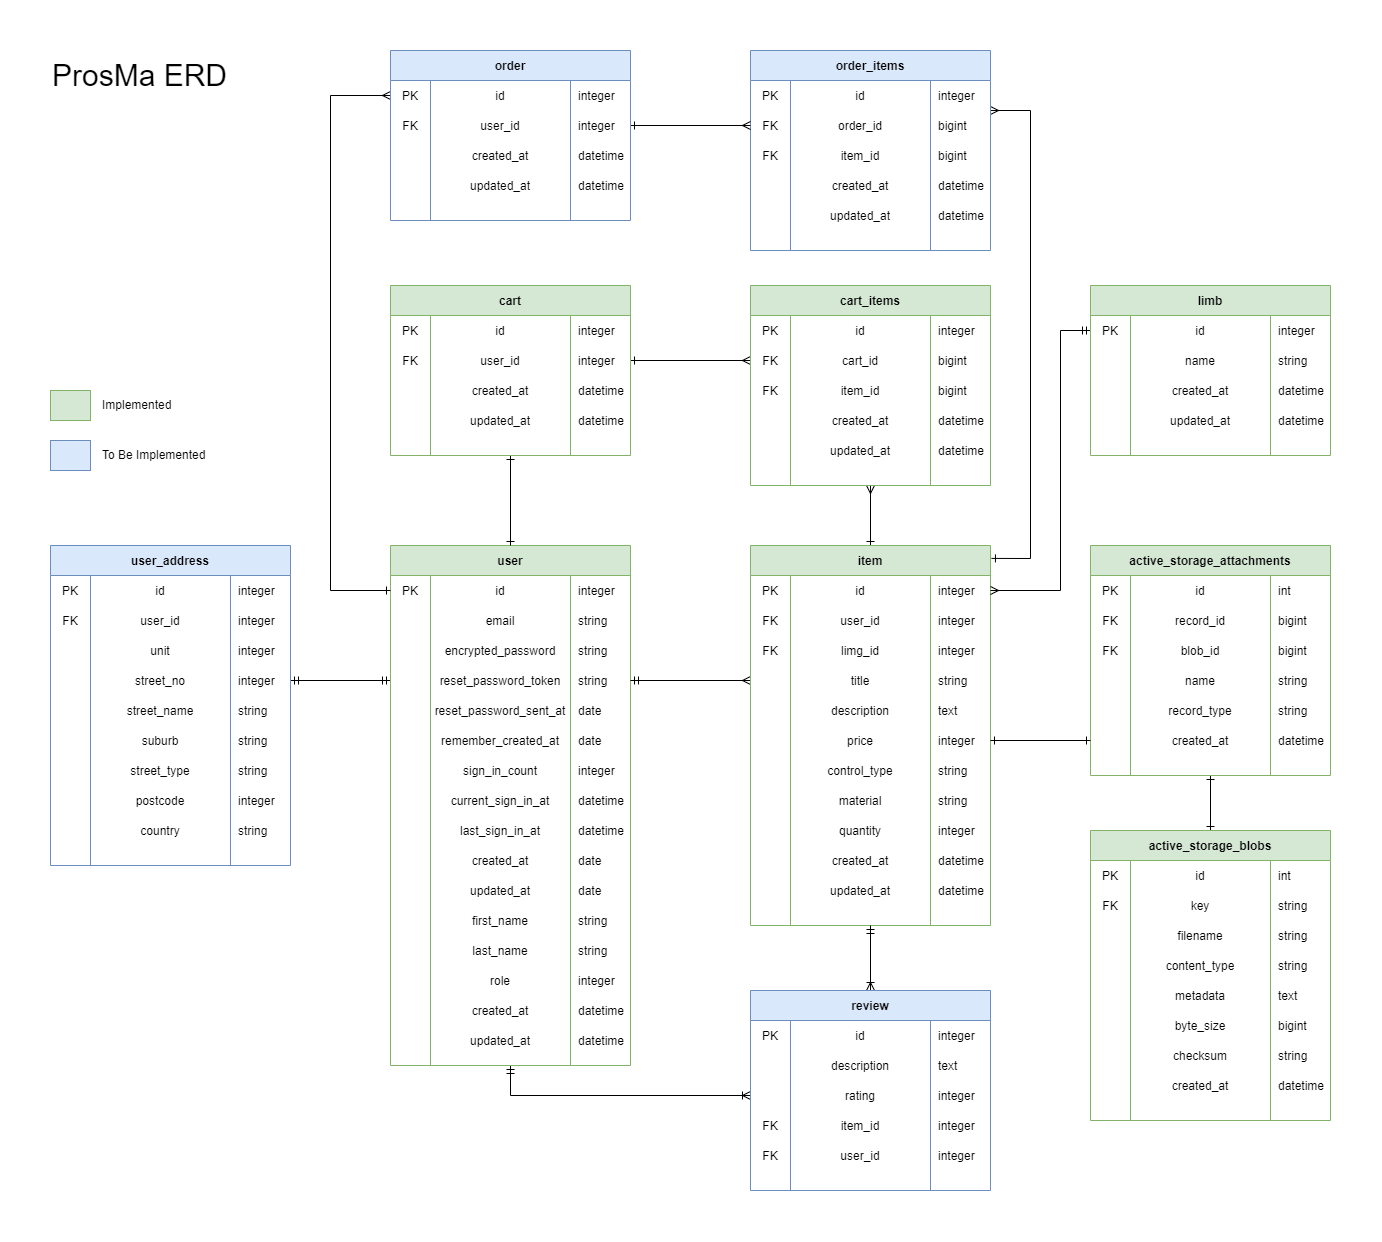 ProsMa ERD
order
PK id integer
FK user_id integer
created_at datetime
updated_at datetime
order_items
PK id integer
FK order_id bigint
FK item_id bigint
created_at datetime
updated_at datetime
cart
PK id integer
FK user_id integer
created_at datetime
updated_at datetime
cart_items
PK id integer
FK cart_id bigint
FK item_id bigint
created_at datetime
updated_at datetime
limb
PK id integer
name string
created_at datetime
updated_at datetime
Implemented
To Be Implemented
user_address
PK id integer
FK user_id integer
unit integer
street_no integer
street_name string
suburb string
street_type string
postcode integer
country string
user
PK id integer
email string
encrypted_password string
reset_password_token string
reset_password_sent_at date
remember_created_at date
sign_in_count integer
current_sign_in_at datetime
last_sign_in_at datetime
created_at date
updated_at date
first_name string
last_name string
role integer
created_at datetime
updated_at datetime
item
PK id integer
FK user_id integer
FK limg_id integer
title string
description text
price integer
control_type string
material string
quantity integer
created_at datetime
updated_at datetime
active_storage_attachments
PK id int
FK record_id bigint
FK blob_id bigint
name string
record_type string
created_at datetime
active_storage_blobs
PK id int
FK key string
filename string
content_type string
metadata text
byte_size bigint
checksum string
created_at datetime
review
PK id integer
description text
rating integer
FK item_id integer
FK user_id integer